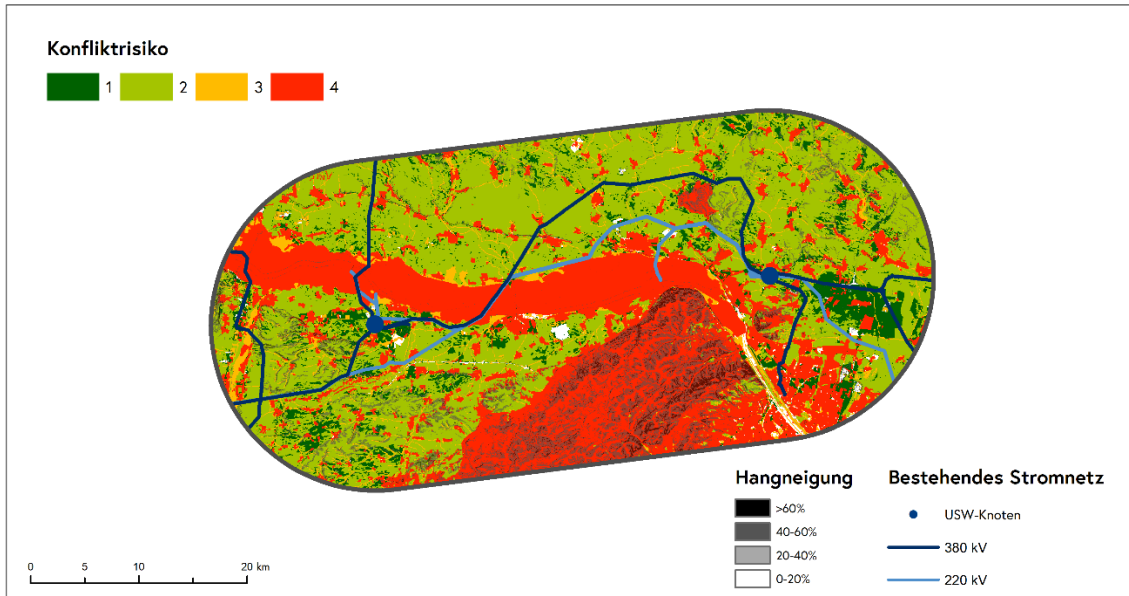 Konfliktrisiko
1 2 3 4
Hangneigung
>60%
40-60%
20-40%
0-20%
Bestehendes Stromnetz
USW-Knoten
380 kV
220 kV
0 5 10 20 km